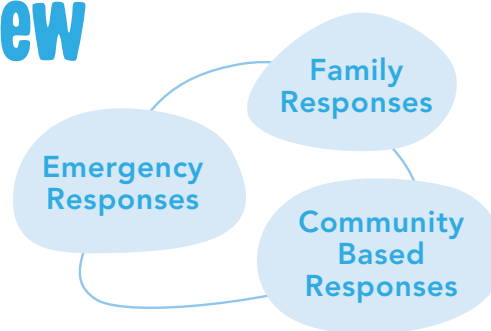 ew
Family
Responses
Emergency
Responses
Community
Based
Responses